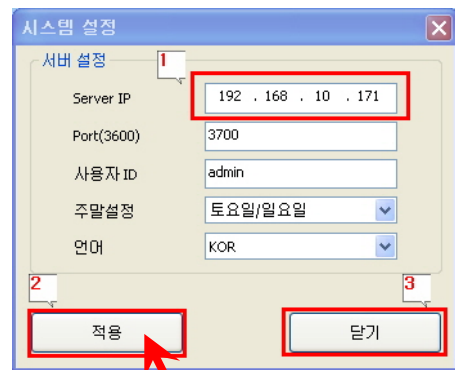 시스템 설정
서버 설정
1
Server IP 192 . 168 . 10 . 171
Port(3600) 3700
사용자 ID admin
주말설정 토요일/일요일
언어 KOR
2 3
적용 닫기